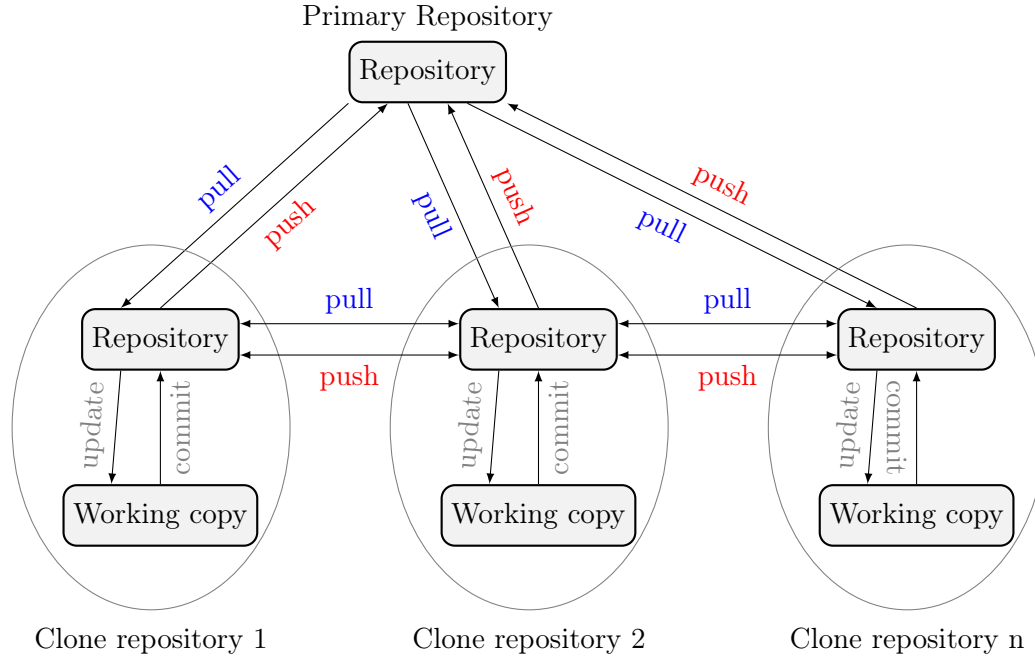 Primary Repository
Repository
pull
push
pull
push
pull
push
pull
pull
Repository
Repository
Repository
push
push
update
commit
update
commit
update
commit
Working copy
Working copy
Working copy
Clone repository 1
Clone repository 2
Clone repository n